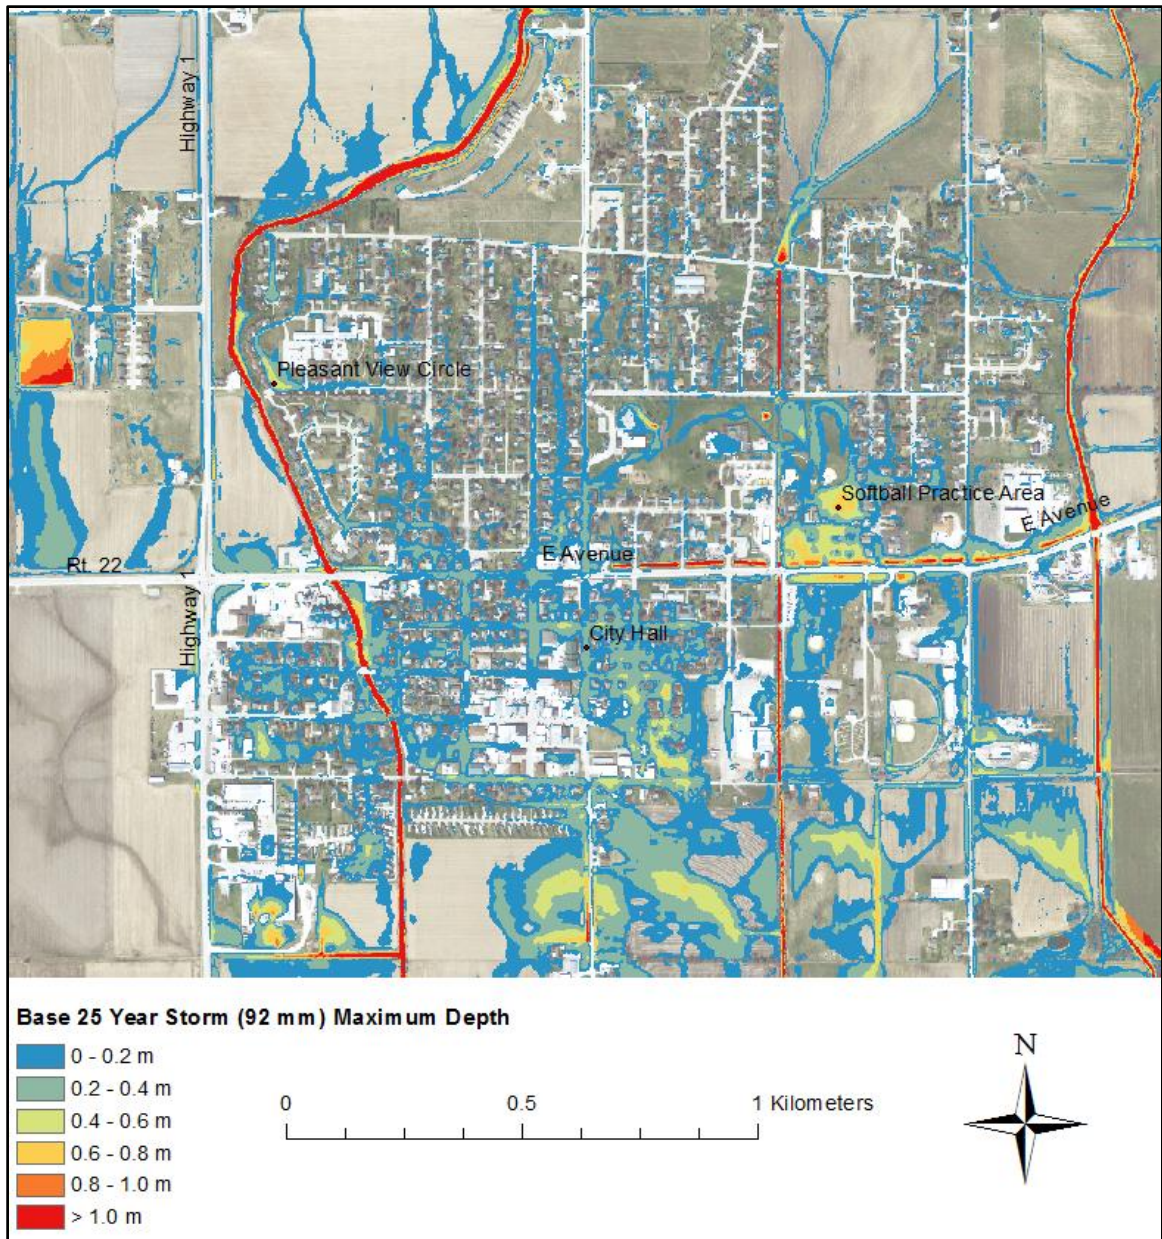 Highway 1
Pleasant View Circle
Softball Practice Area
E Avenue
E Avenue
Rt. 22
Highway 1
City Hall
Base 25 Year Storm (92 mm) Maximum Depth
0 - 0.2 m
0.2 - 0.4 m
0.4 - 0.6 m
0.6 - 0.8 m
0.8 - 1.0 m
> 1.0 m
0 0.5 1 Kilometers
N